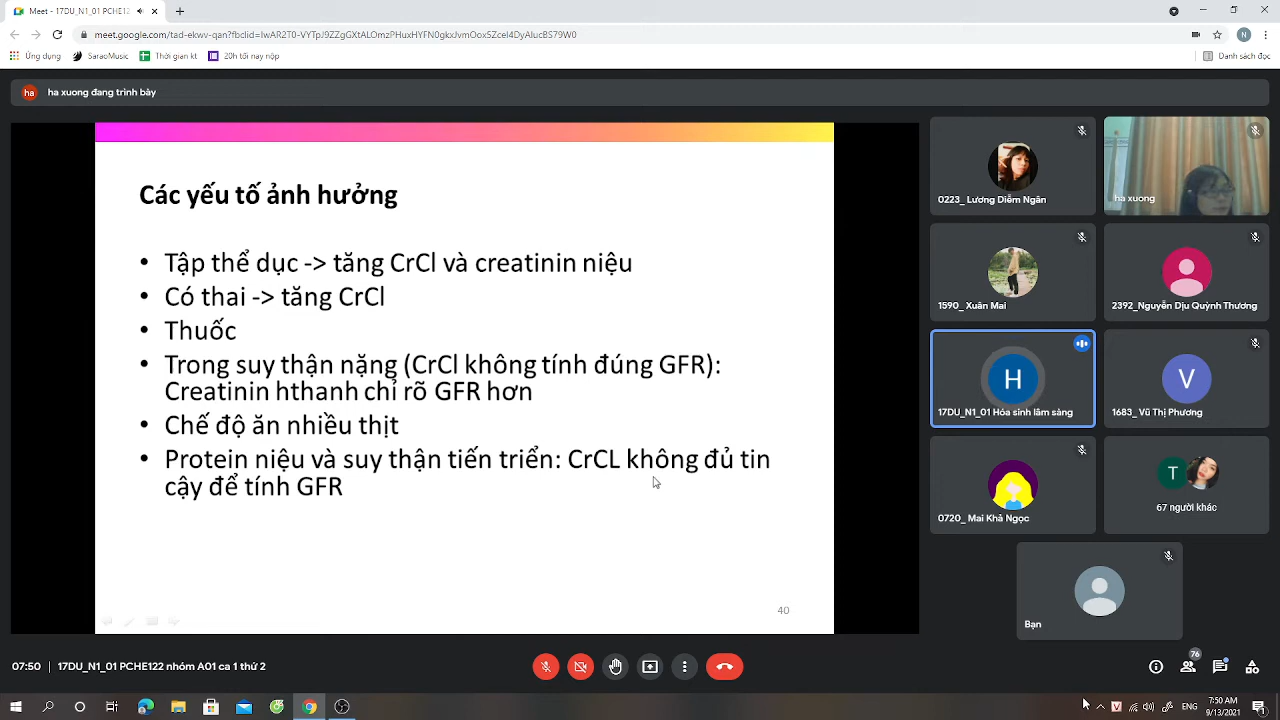 Meet - 17DU_N1_01 PCHE12
meet.google.com/tad-ekwv-qan?fbclid=IwAR2T0-VYTpJ9ZZgGXtALOmzPHuxHYFN0gkxJvmOoxSZcel4DyAIucBS79W0
N
Ứng dụng
SaraoMusic
Thời gian kt
20h tối nay nộp
Danh sách đọc
ha
ha xuong đang trình bày
Các yếu tố ảnh hưởng
• Tập thể dục -> tăng CrCl và creatinin niệu
• Có thai -> tăng CrCl
• Thuốc
• Trong suy thận nặng (CrCl không tính đúng GFR):
Creatinin hthanh chỉ rõ GFR hơn
• Chế độ ăn nhiều thịt
• Protein niệu và suy thận tiến triển: CrCL không đủ tin
cậy để tính GFR
40
0223_ Lương Diễm Ngân
ha xuong
1590_ Xuân Mai
2392_Nguyễn Dịu Quỳnh Thương
H
17DU_N1_01 Hóa sinh lâm sàng
V
1683_ Vũ Thị Phương
0720_ Mai Khả Ngọc
T
67 người khác
Bạn
07:50 | 17DU_N1_01 PCHE122 nhóm A01 ca 1 thứ 2
76
7:50 AM
9/13/2021